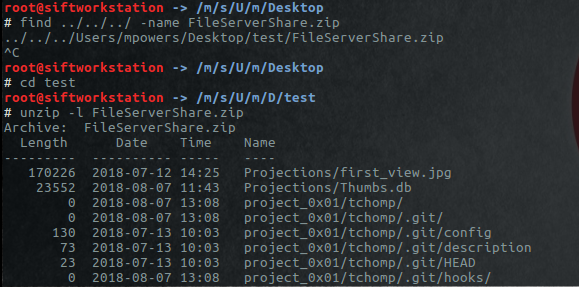 root@siftworkstation -> /m/s/U/m/Desktop
# find ../../../ -name FileServerShare.zip
../../../Users/mpowers/Desktop/test/FileServerShare.zip
^C
root@siftworkstation -> /m/s/U/m/Desktop
# cd test
root@siftworkstation -> /m/s/U/m/D/test
# unzip -l FileServerShare.zip
Archive:  FileServerShare.zip
  Length      Date    Time    Name
---------  ---------- -----   ----
   170226  2018-07-12 14:25   Projections/first_view.jpg
    23552  2018-08-07 11:43   Projections/Thumbs.db
        0  2018-08-07 13:08   project_0x01/tchomp/
        0  2018-08-07 13:08   project_0x01/tchomp/.git/
      130  2018-07-13 10:03   project_0x01/tchomp/.git/config
       73  2018-07-13 10:03   project_0x01/tchomp/.git/description
       23  2018-07-13 10:03   project_0x01/tchomp/.git/HEAD
        0  2018-08-07 13:08   project_0x01/tchomp/.git/hooks/